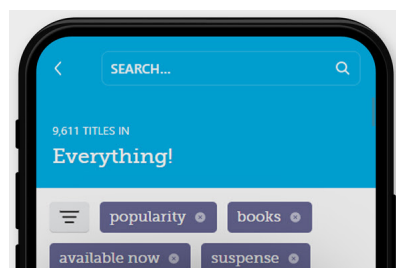 SEARCH...
9,611 TITLES IN
Everything!
popularity books
available now suspense